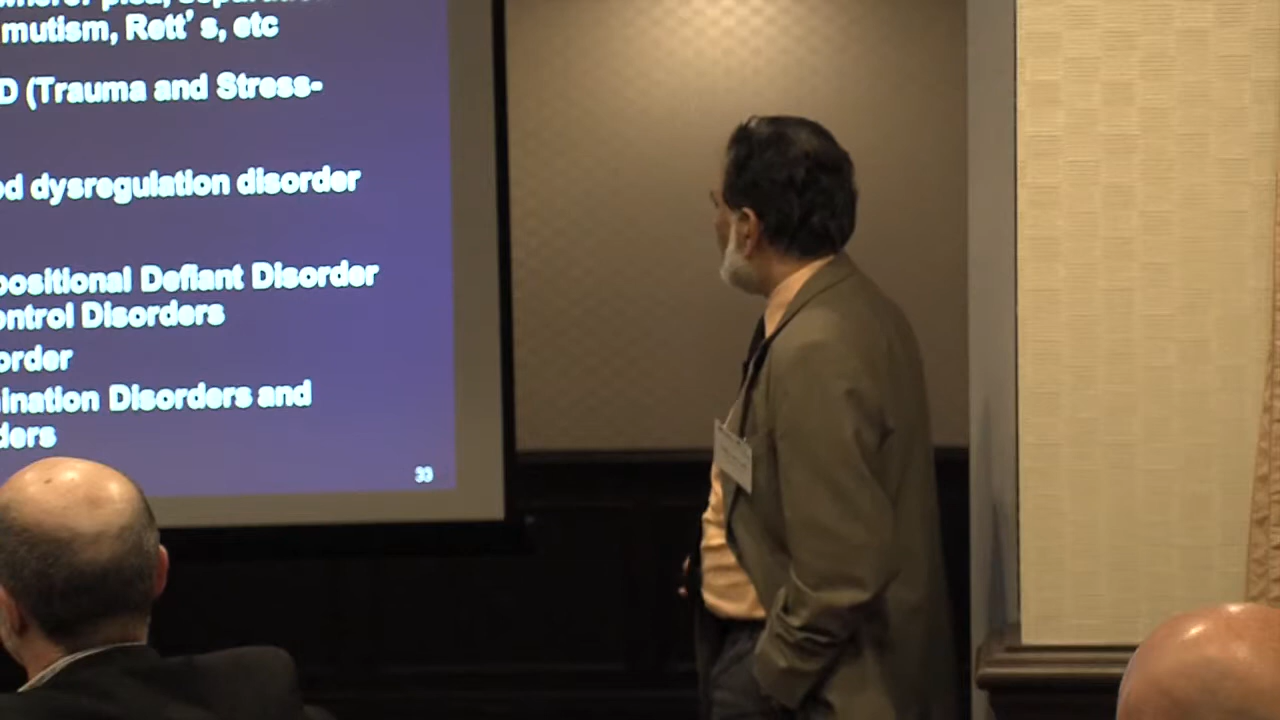 mutism, Rett's, etc
D (Trauma and Stress-
od dysregulation disorder
positional Defiant Disorder
ontrol Disorders
order
ination Disorders and
ders
33